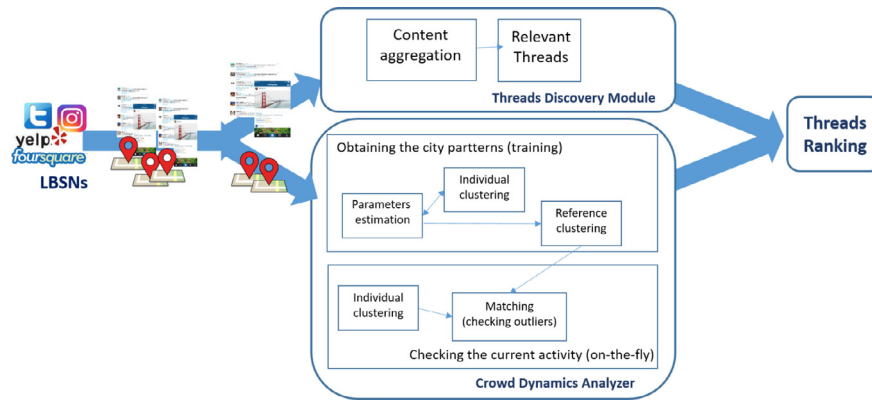 yelp
foursquare
LBSNs
Content
aggregation
Relevant
Threads
Threads Discovery Module
Obtaining the city partterns (training)
Individual
clustering
Parameters
estimation
Reference
clustering
Individual
clustering
Matching
(checking outliers)
Checking the current activity (on-the-fly)
Crowd Dynamics Analyzer
Threads
Ranking